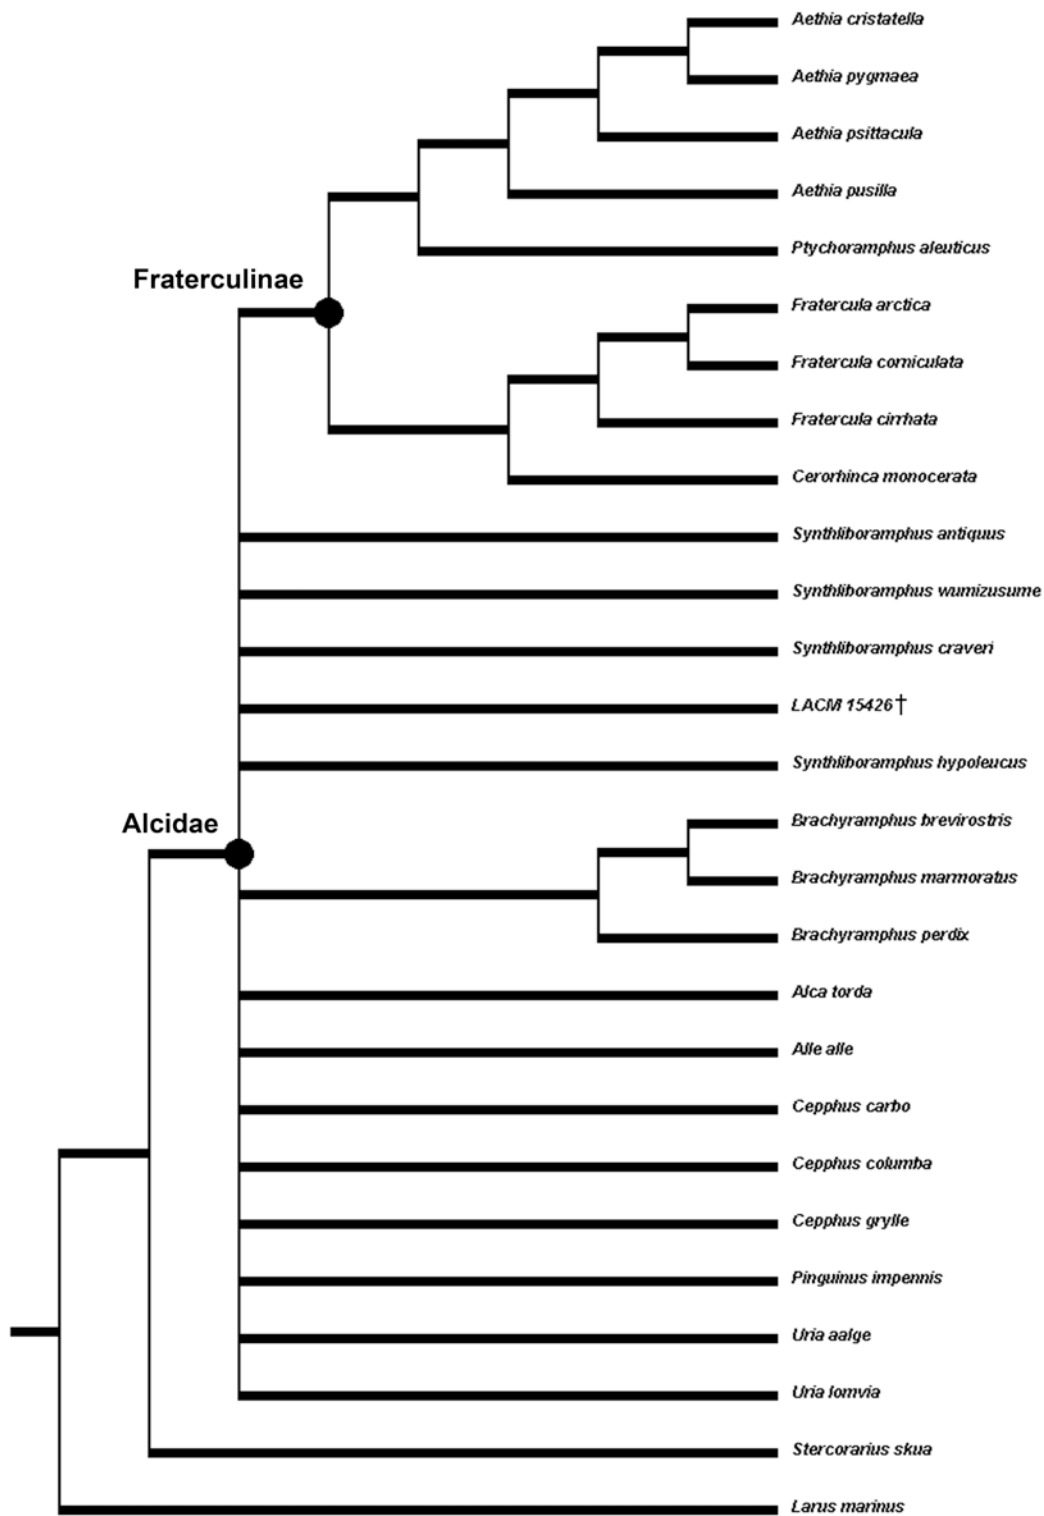 Aethia cristatella
Aethia pygmaea
Aethia psittacula
Aethia pusilla
Ptychoramphus aleuticus
Fraterculinae
Fratercula arctica
Fratercula corniculata
Fratercula cirrhata
Cerorhinca monocerata
Synthliboramphus antiquus
Synthliboramphus wumizusume
Synthliboramphus craveri
LACM 15426†
Synthliboramphus hypoleucus
Alcidae
Brachyramphus brevirostris
Brachyramphus marmoratus
Brachyramphus perdix
Alca torda
Alle alle
Cepphus carbo
Cepphus columba
Cepphus grylle
Pinguinus impennis
Uria aalge
Uria lomvia
Stercorarius skua
Larus marinus